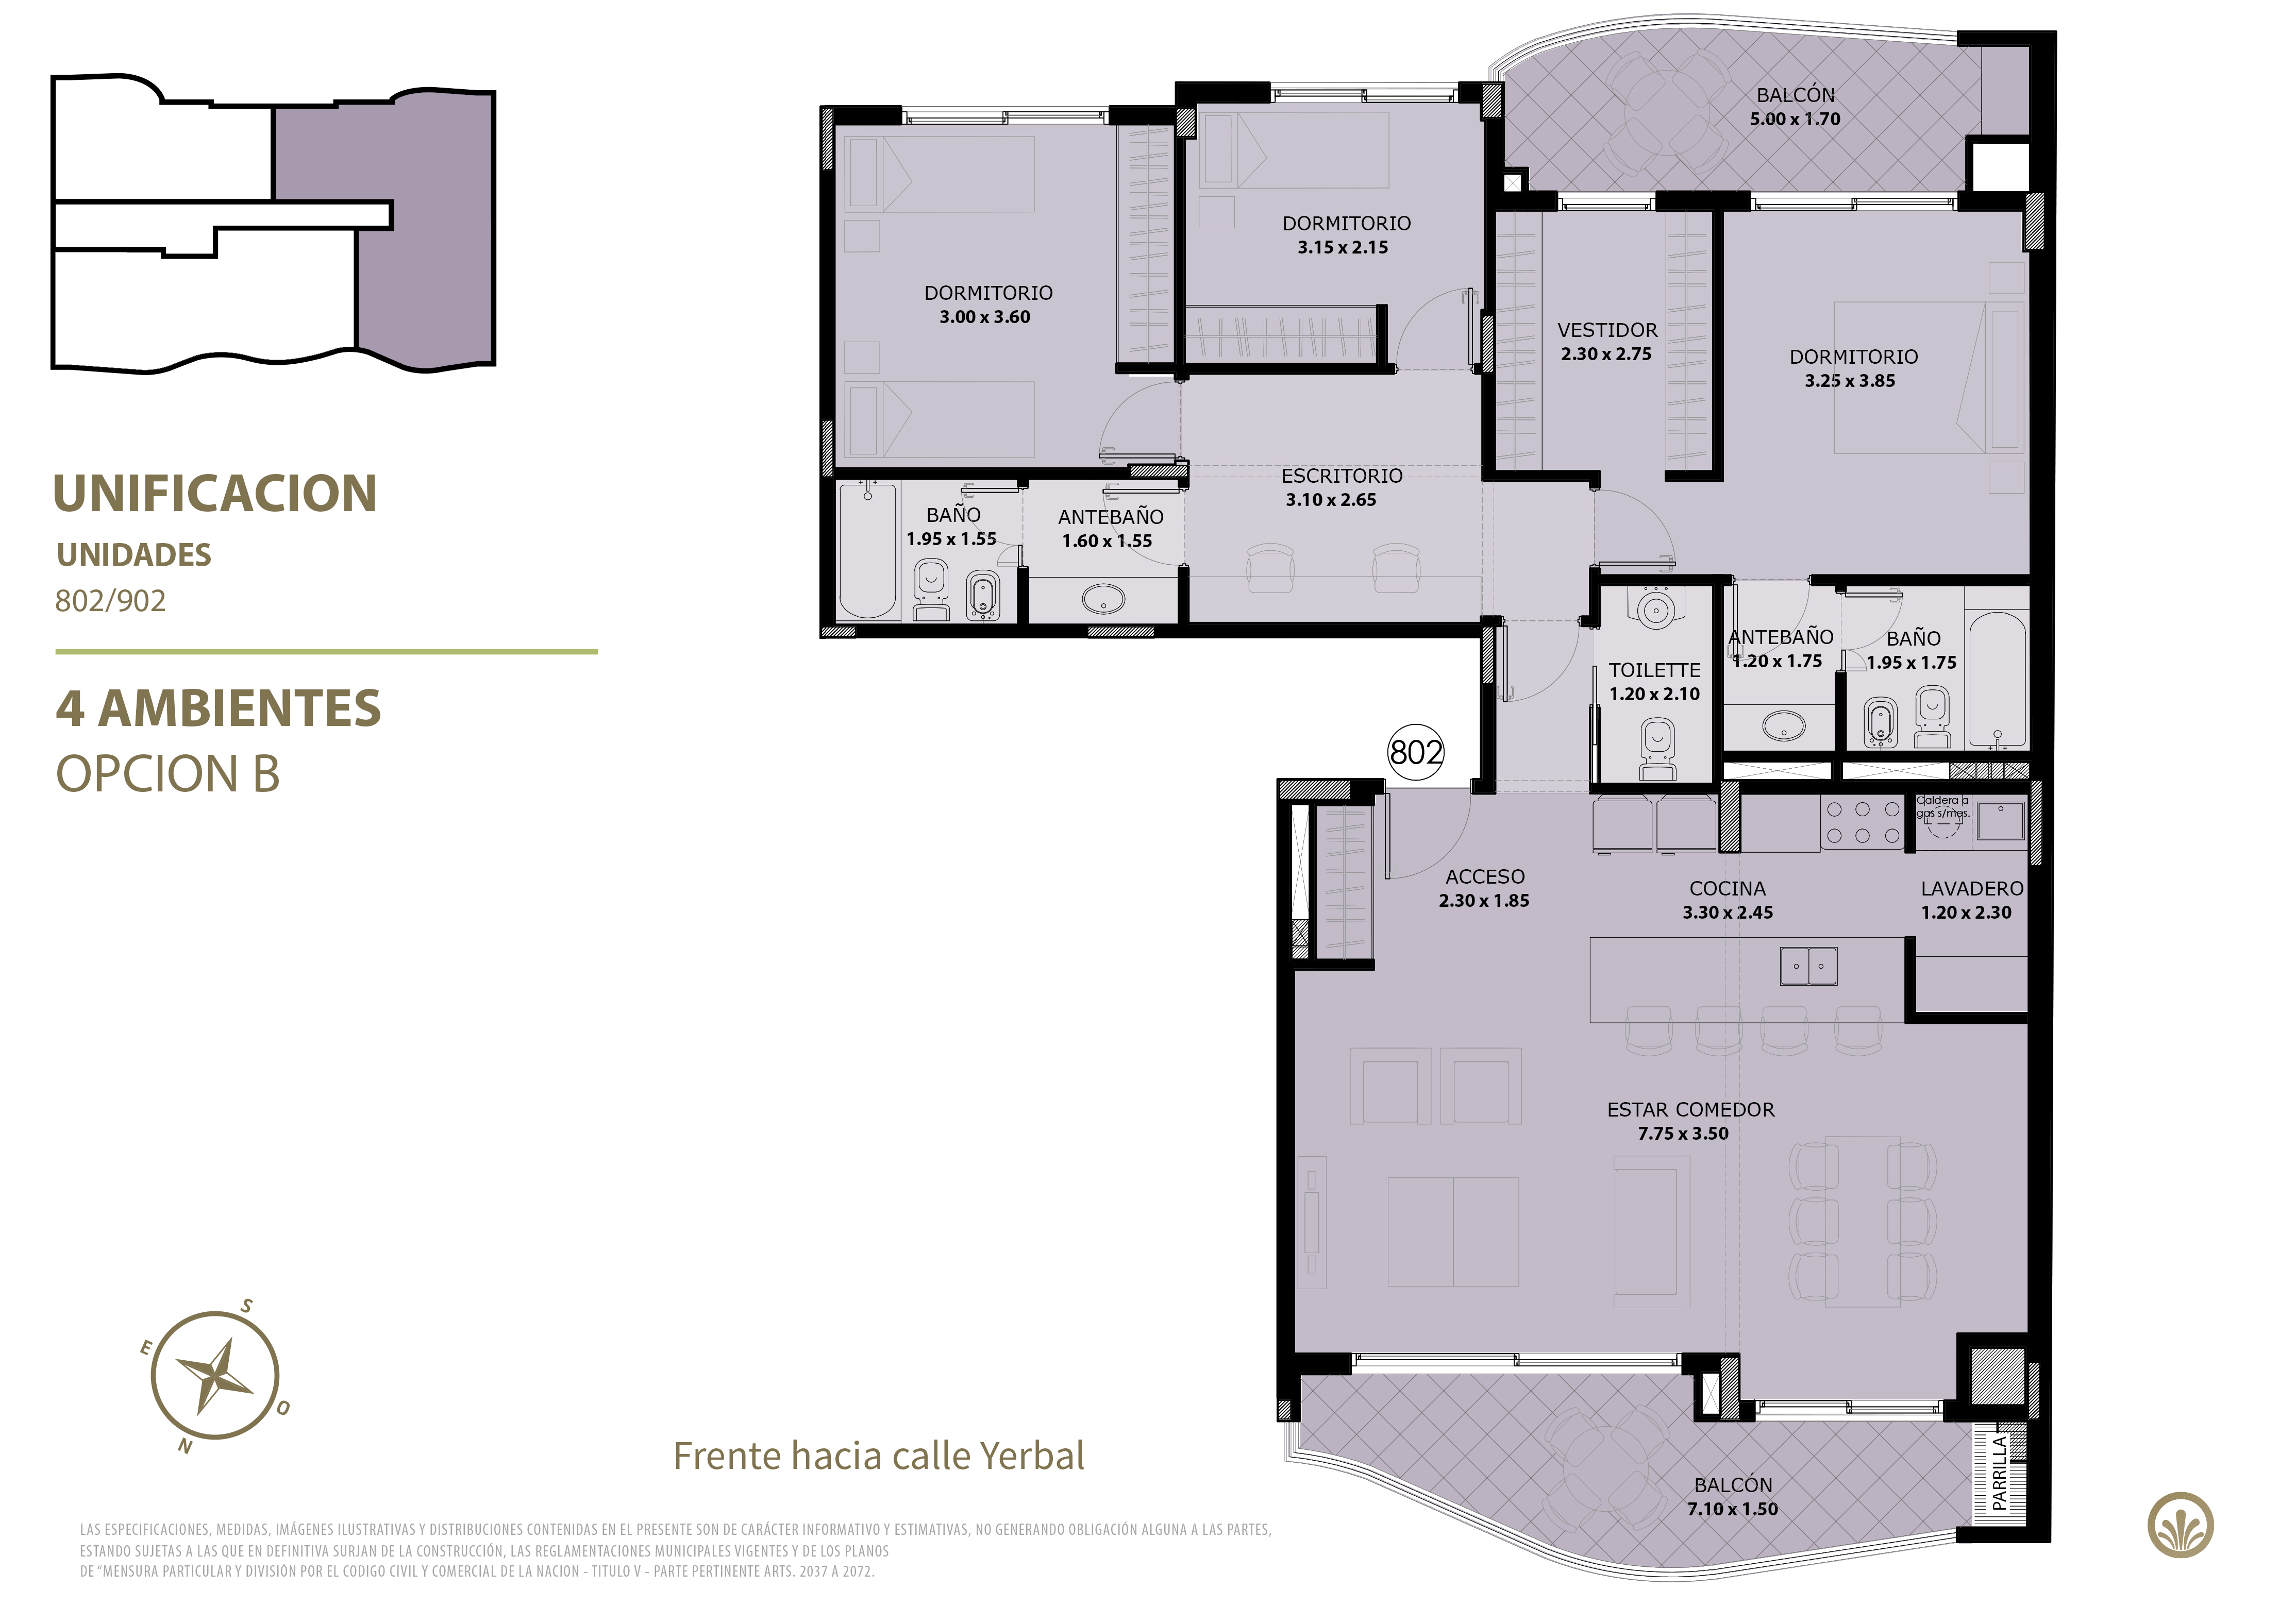 UNIFICACION
UNIDADES
802/902
4 AMBIENTES
OPCION B
BALCÓN
5.00 x 1.70
DORMITORIO
3.15 x 2.15
DORMITORIO
3.00 x 3.60
VESTIDOR
2.30 x 2.75
DORMITORIO
3.25 x 3.85
ESCRITORIO
3.10 x 2.65
BAÑO
1.95 x 1.55
ANTEBAÑO
1.60 x 1.55
TOILETTE
1.20 x 2.10
ANTEBAÑO
1.20 x 1.75
BAÑO
1.95 x 1.75
802
Caldera a
gas s/mes.
ACCESO
2.30 x 1.85
COCINA
3.30 x 2.45
LAVADERO
1.20 x 2.30
ESTAR COMEDOR
7.75 x 3.50
BALCÓN
7.10 x 1.50
PARRILLA
S
E
O
N
Frente hacia calle Yerbal
LAS ESPECIFICACIONES, MEDIDAS, IMÁGENES ILUSTRATIVAS Y DISTRIBUCIONES CONTENIDAS EN EL PRESENTE SON DE CARÁCTER INFORMATIVO Y ESTIMATIVAS, NO GENERANDO OBLIGACIÓN ALGUNA A LAS PARTES,
ESTANDO SUJETAS A LAS QUE EN DEFINITIVA SURJAN DE LA CONSTRUCCIÓN, LAS REGLAMENTACIONES MUNICIPALES VIGENTES Y DE LOS PLANOS
DE “MENSURA PARTICULAR Y DIVISIÓN POR EL CODIGO CIVIL Y COMERCIAL DE LA NACION - TITULO V - PARTE PERTINENTE ARTS. 2037 A 2072.